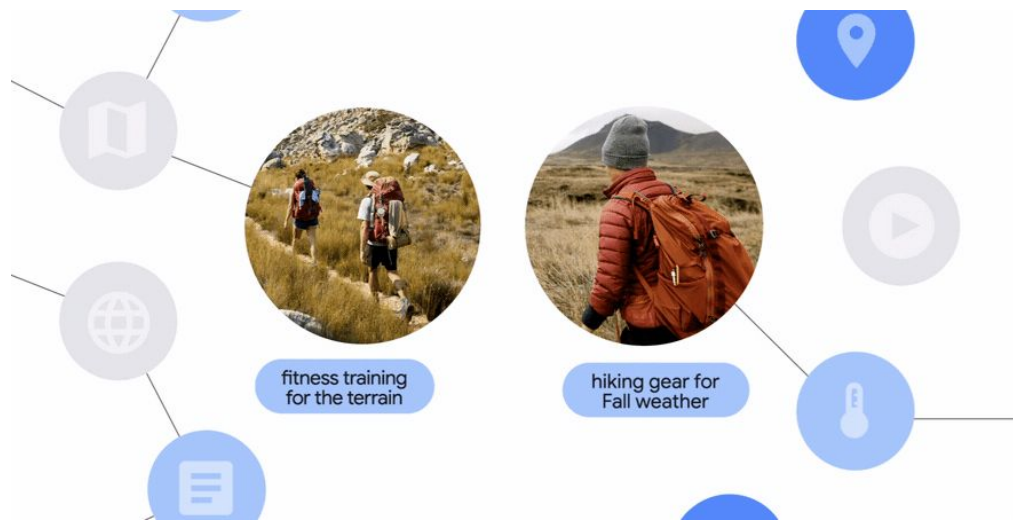 fitness training
for the terrain
hiking gear for
Fall weather